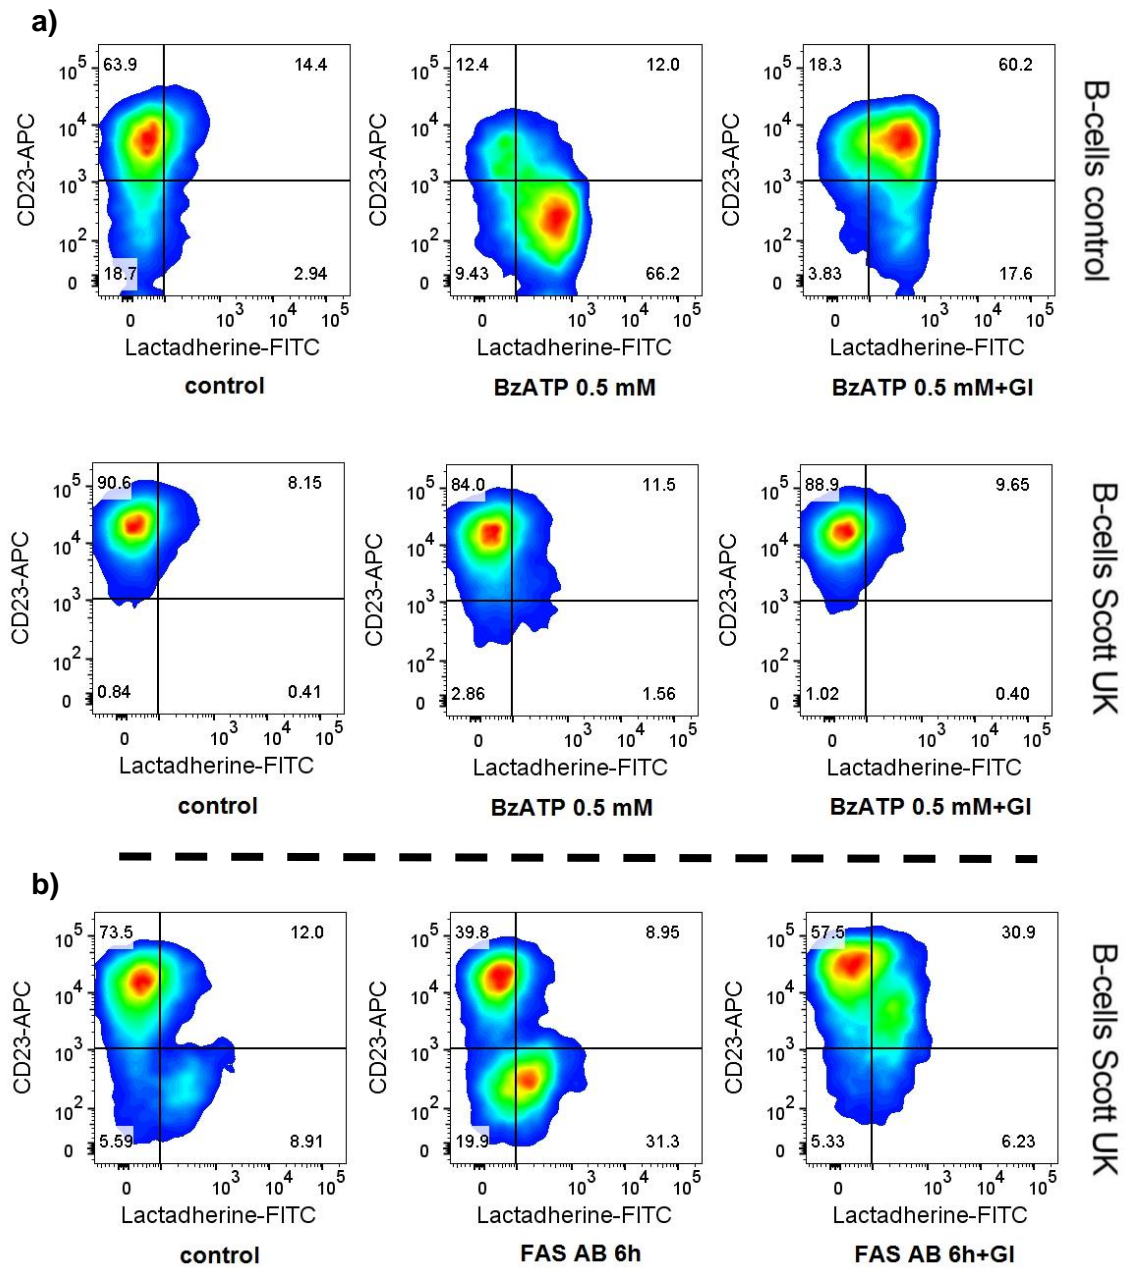 a)
63.9 14.4
10^5
10^4
10^3
10^2
0
18.7 2.94
CD23-APC
0 10^3 10^4 10^5
Lactadherine-FITC
control
12.4 12.0
10^5
10^4
10^3
10^2
0
9.43 66.2
CD23-APC
0 10^3 10^4 10^5
Lactadherine-FITC
BzATP 0.5 mM
18.3 60.2
10^5
10^4
10^3
10^2
0
3.83 17.6
CD23-APC
0 10^3 10^4 10^5
Lactadherine-FITC
BzATP 0.5 mM+GI
B-cells control
90.6 8.15
10^5
10^4
10^3
10^2
0
0.84 0.41
CD23-APC
0 10^3 10^4 10^5
Lactadherine-FITC
control
84.0 11.5
10^5
10^4
10^3
10^2
0
2.86 1.56
CD23-APC
0 10^3 10^4 10^5
Lactadherine-FITC
BzATP 0.5 mM
88.9 9.65
10^5
10^4
10^3
10^2
0
1.02 0.40
CD23-APC
0 10^3 10^4 10^5
Lactadherine-FITC
BzATP 0.5 mM+GI
B-cells Scott UK
b)
73.5 12.0
10^5
10^4
10^3
10^2
0
5.59 8.91
CD23-APC
0 10^3 10^4 10^5
Lactadherine-FITC
control
39.8 8.95
10^5
10^4
10^3
10^2
0
19.9 31.3
CD23-APC
0 10^3 10^4 10^5
Lactadherine-FITC
FAS AB 6h
57.5 30.9
10^5
10^4
10^3
10^2
0
5.33 6.23
CD23-APC
0 10^3 10^4 10^5
Lactadherine-FITC
FAS AB 6h+GI
B-cells Scott UK